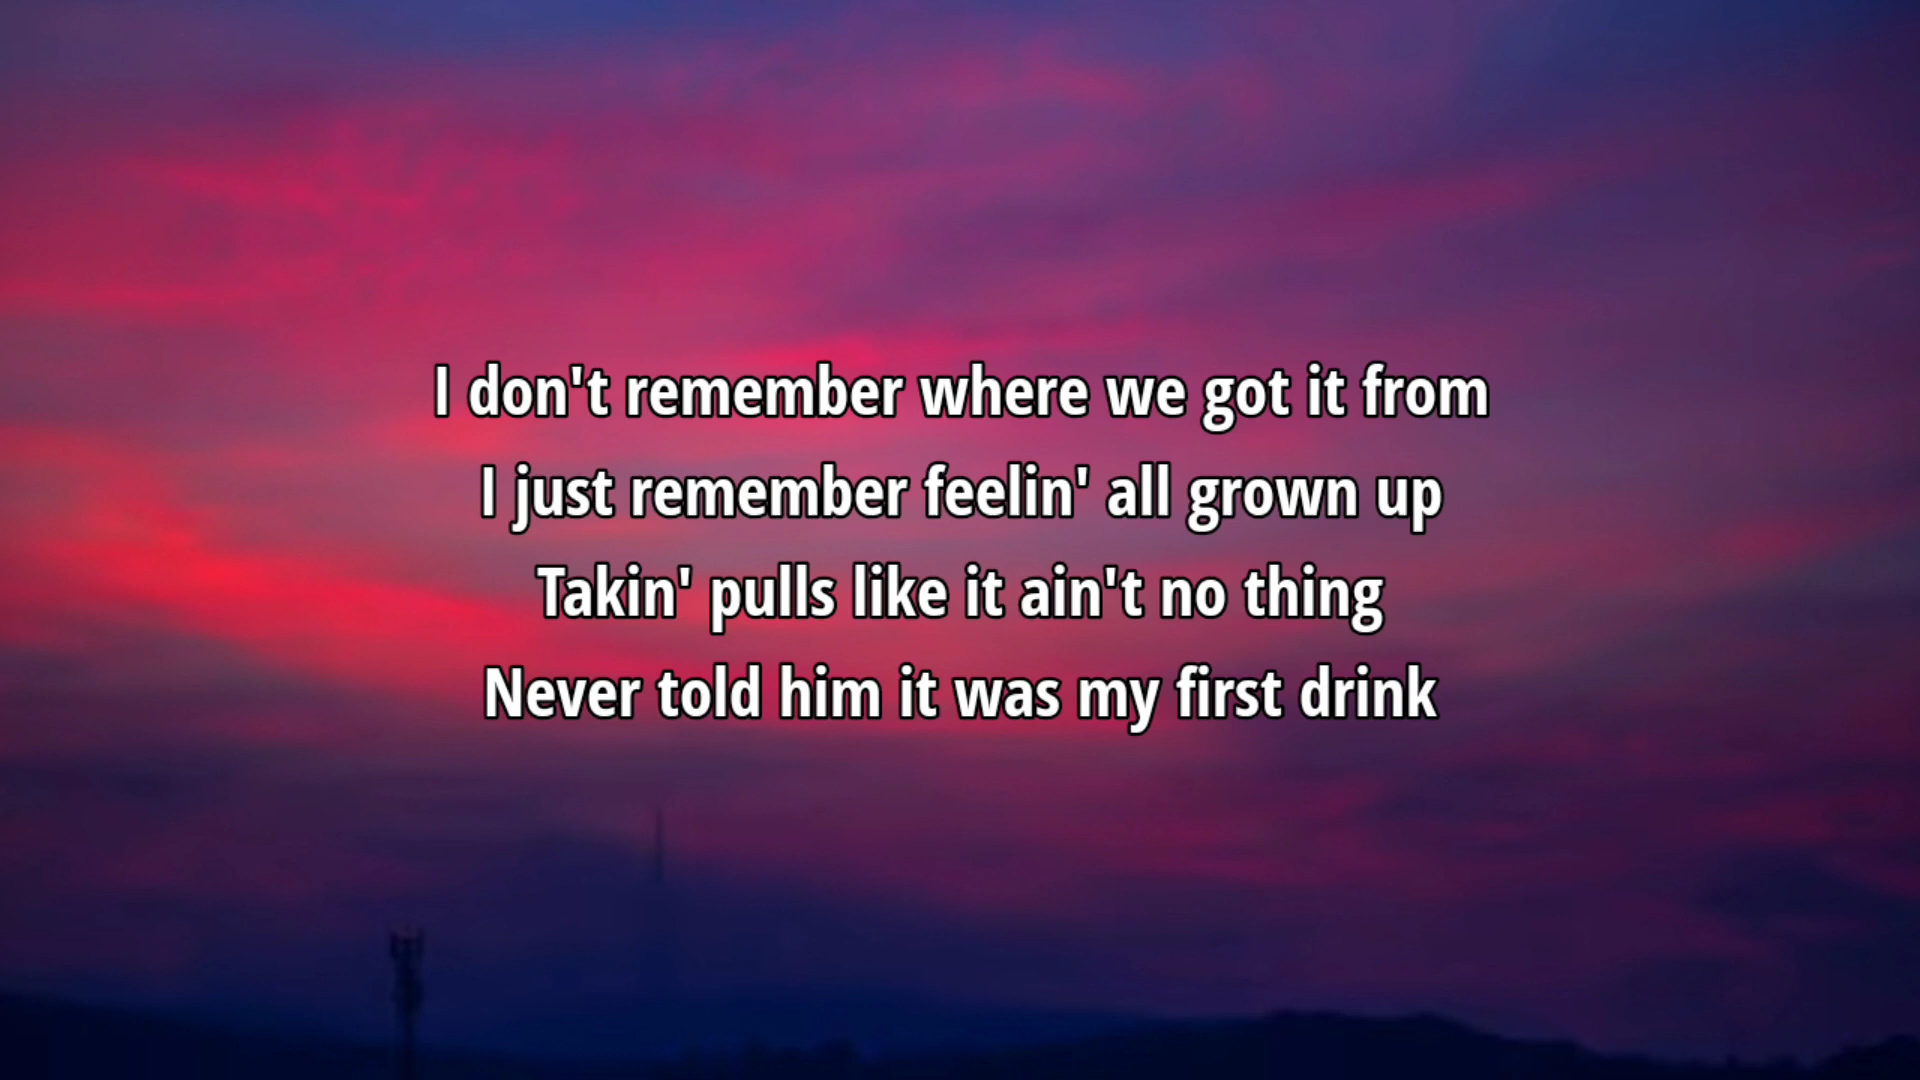 I don't remember where we got it from
I just remember feelin' all grown up
Takin' pulls like it ain't no thing
Never told him it was my first drink